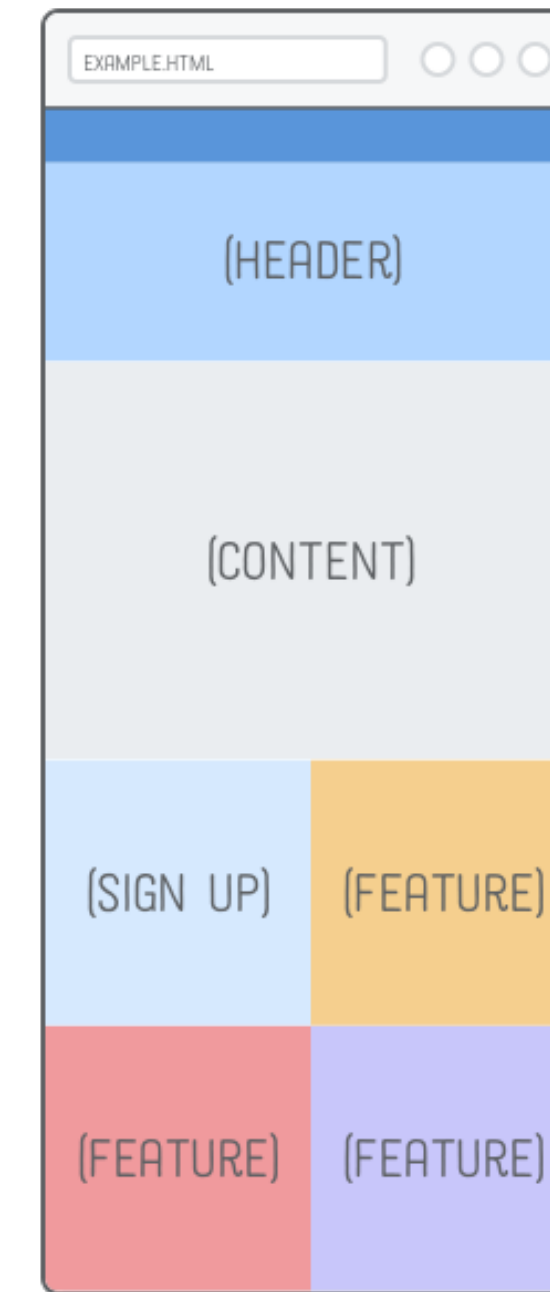 EXAMPLE.HTML
(HEADER)
(CONTENT)
(SIGN UP) (FEATURE)
(FEATURE) (FEATURE)